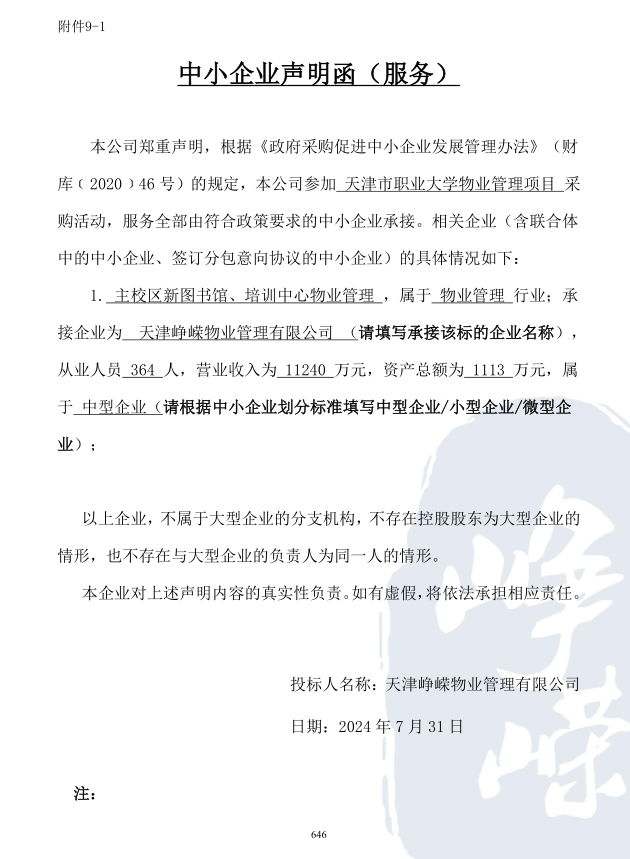 附件9-1
中小企业声明函（服务）
本公司郑重声明，根据《政府采购促进中小企业发展管理办法》（财
库﹝2020﹞46 号）的规定，本公司参加 天津市职业大学物业管理项目 采
购活动，服务全部由符合政策要求的中小企业承接。相关企业（含联合体
中的中小企业、签订分包意向协议的中小企业）的具体情况如下：
1. 主校区新图书馆、培训中心物业管理 ，属于 物业管理 行业；承
接企业为 天津峥嵘物业管理有限公司 （请填写承接该标的企业名称），
从业人员 364 人，营业收入为 11240 万元，资产总额为 1113 万元，属
于 中型企业（请根据中小企业划分标准填写中型企业/小型企业/微型企
业）；
以上企业，不属于大型企业的分支机构，不存在控股股东为大型企业的
情形，也不存在与大型企业的负责人为同一人的情形。
本企业对上述声明内容的真实性负责。如有虚假，将依法承担相应责任。
投标人名称：天津峥嵘物业管理有限公司
日期：2024 年 7 月 31 日
注：
646
峥
嵘